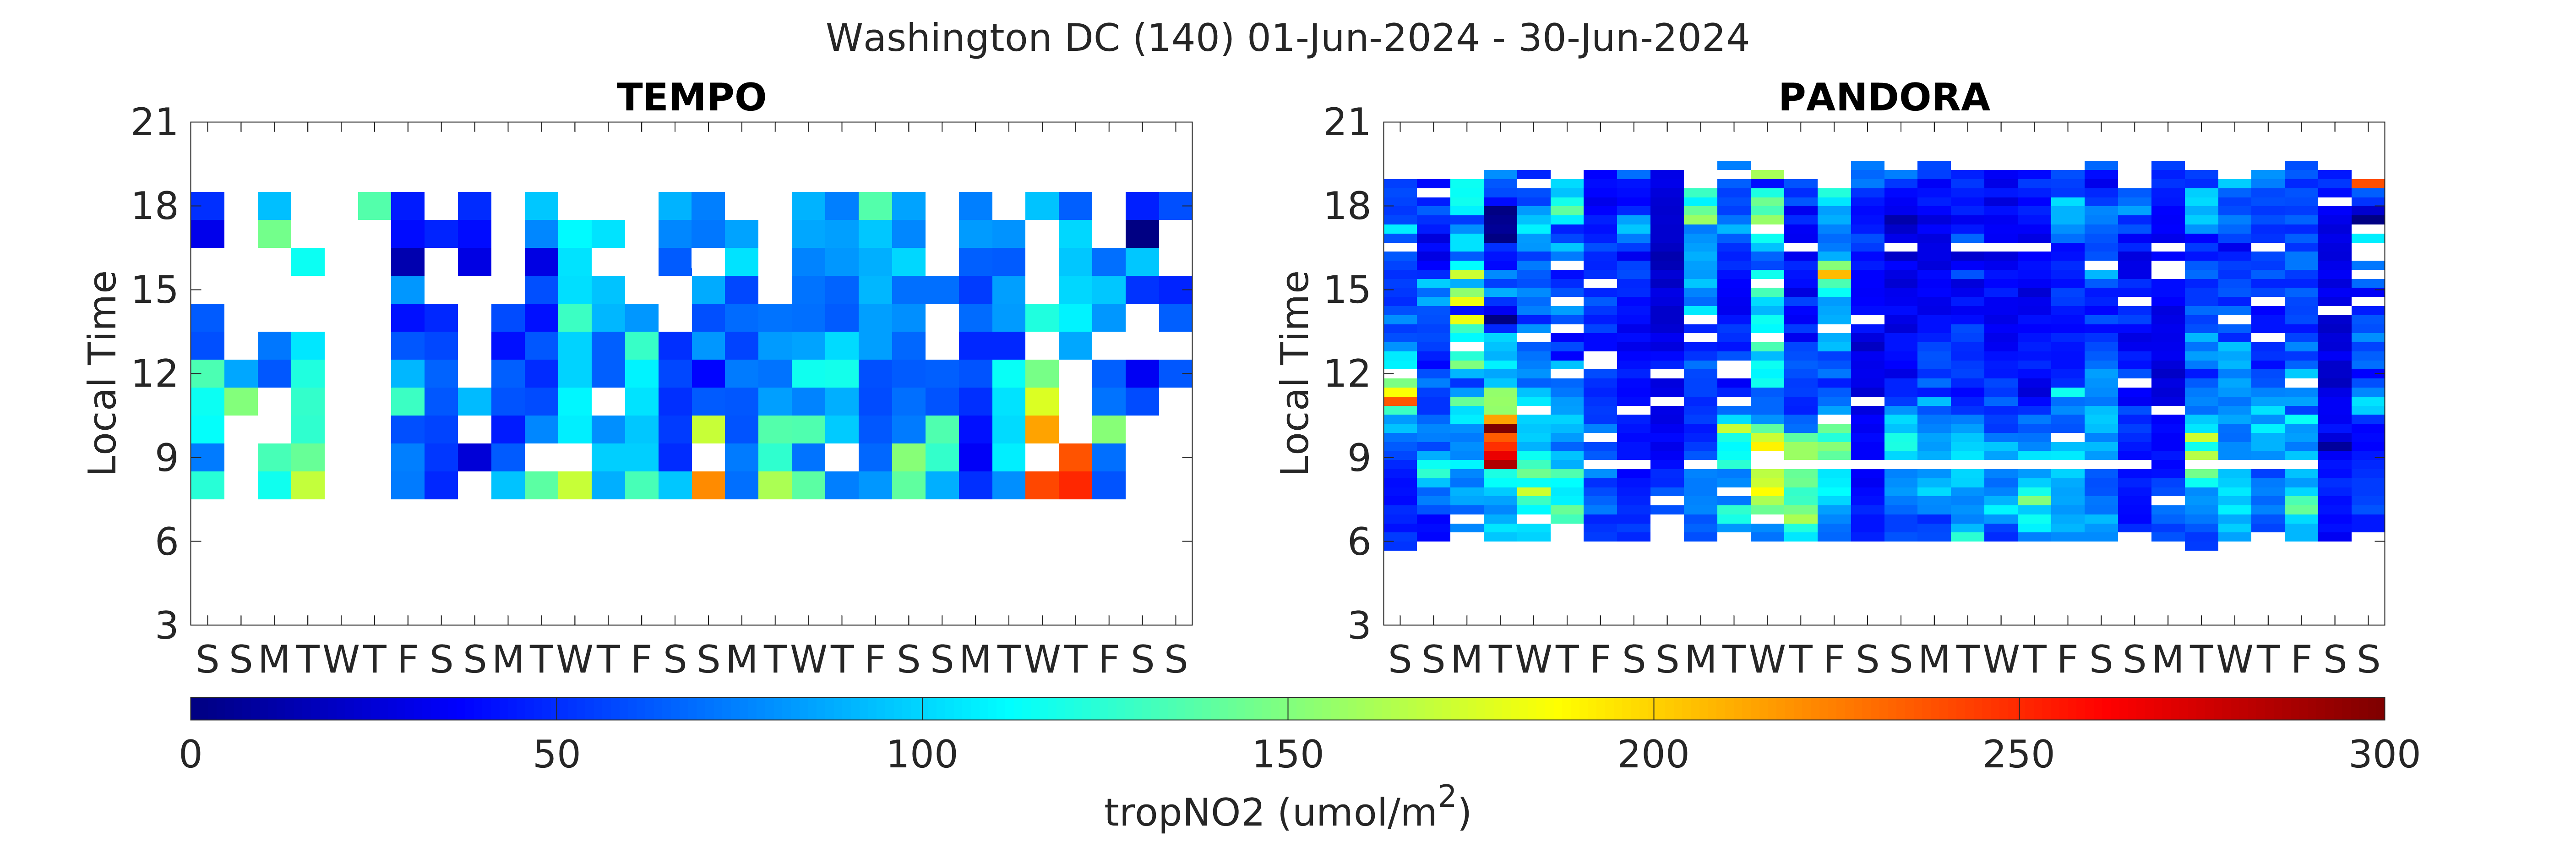 Washington DC (140) 01-Jun-2024 - 30-Jun-2024
TEMPO
21
18
15
12
9
6
3
Local Time
S S M T W T F S S M T W T F S S M T W T F S S M T W T F S S
PANDORA
21
18
15
12
9
6
3
Local Time
S S M T W T F S S M T W T F S S M T W T F S S M T W T F S S
0 50 100 150 200 250 300
tropNO2 (umol/m²)